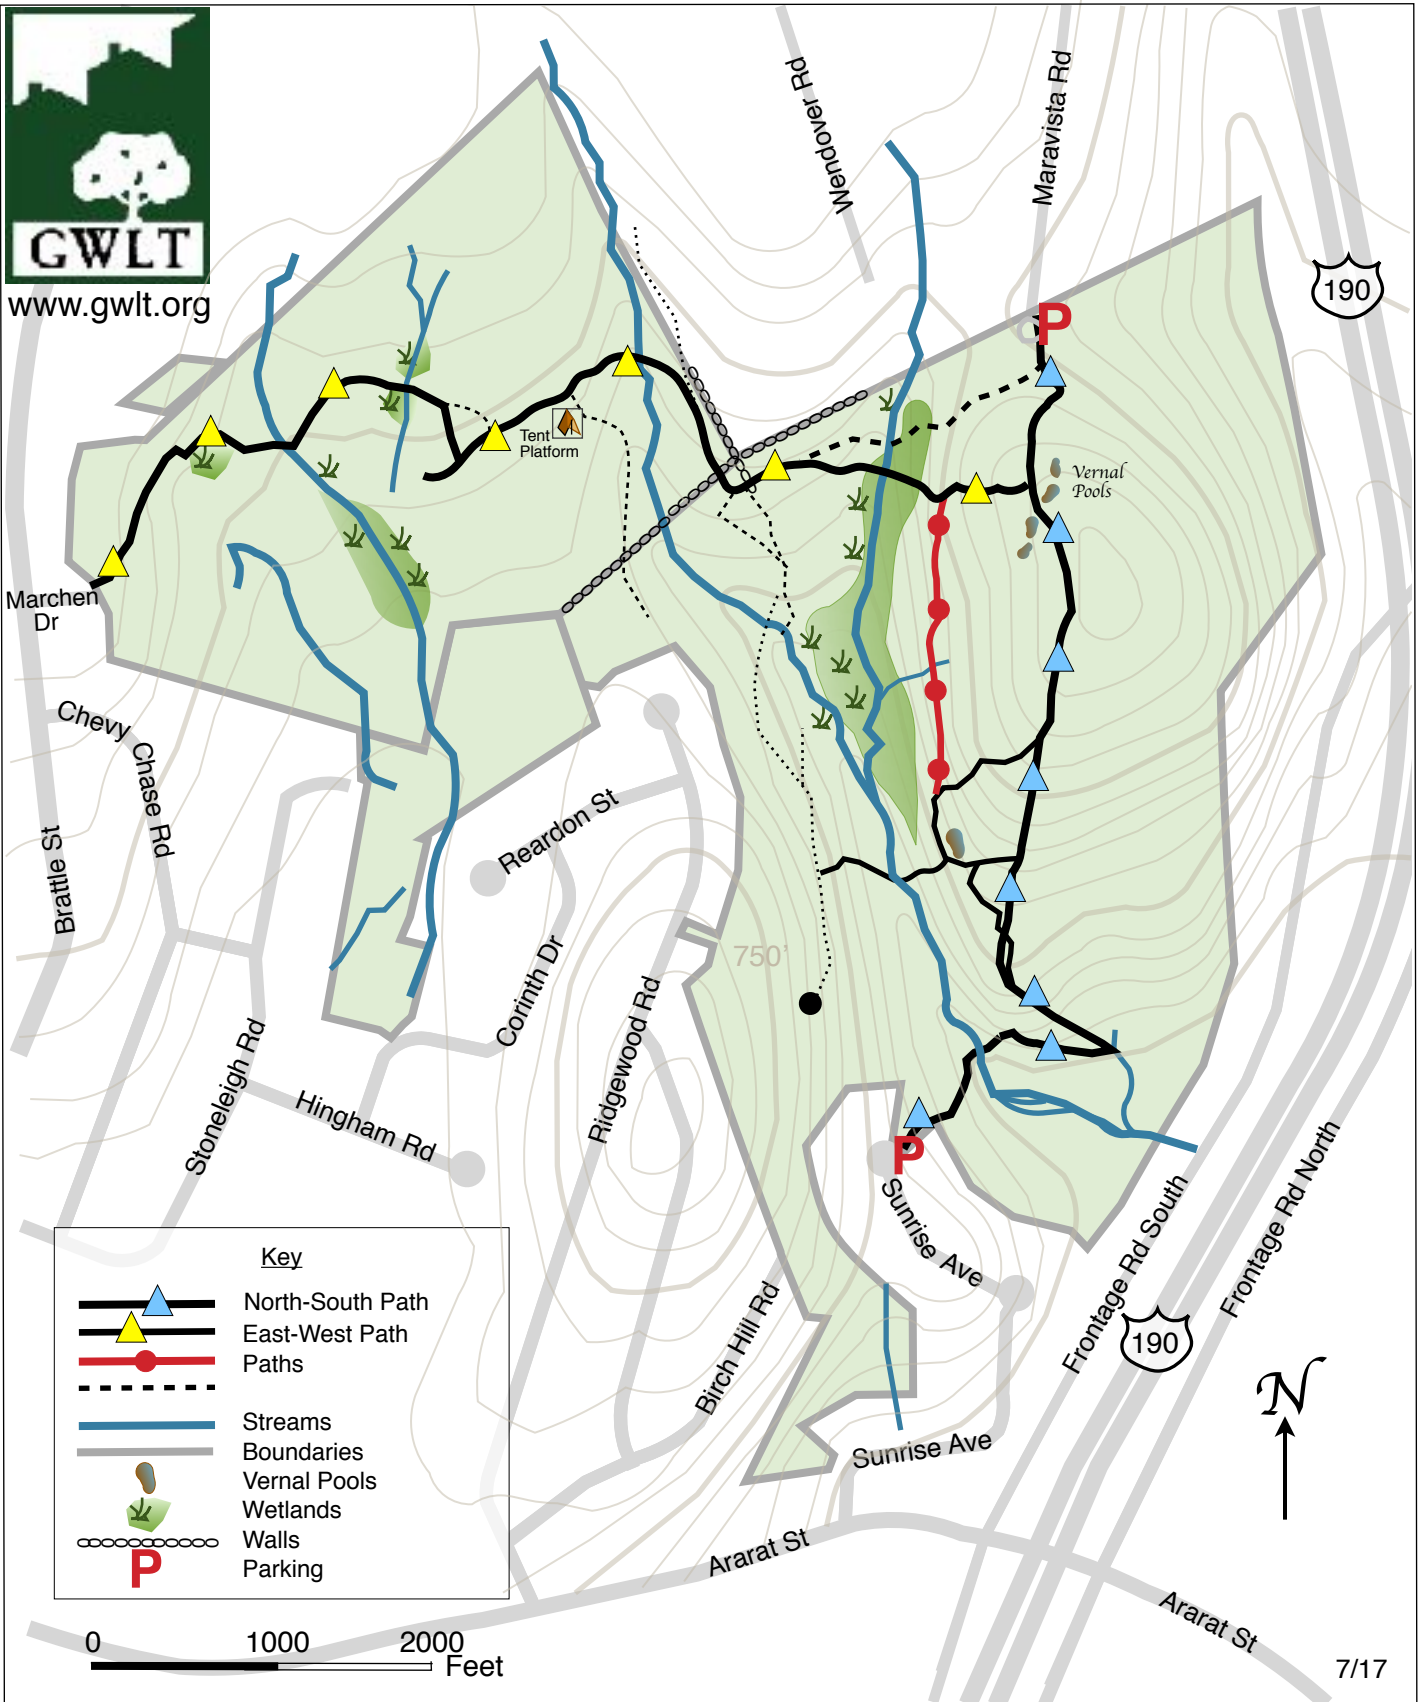 GWLT
www.gwlt.org
Wendover Rd
Maravista Rd
190
P
Tent
Platform
Vernal
Pools
Marchen
Dr
Chevy Chase Rd
Brattle St
Reardon St
Corinth Dr
Ridgewood Rd
750'
Stoneleigh Rd
Hingham Rd
P
Sunrise Ave
Birch Hill Rd
Frontage Rd South
Frontage Rd North
190
N
Sunrise Ave
Ararat St
Ararat St
Key
North-South Path
East-West Path
Paths
Streams
Boundaries
Vernal Pools
Wetlands
Walls
P Parking
0 1000 2000
Feet
7/17